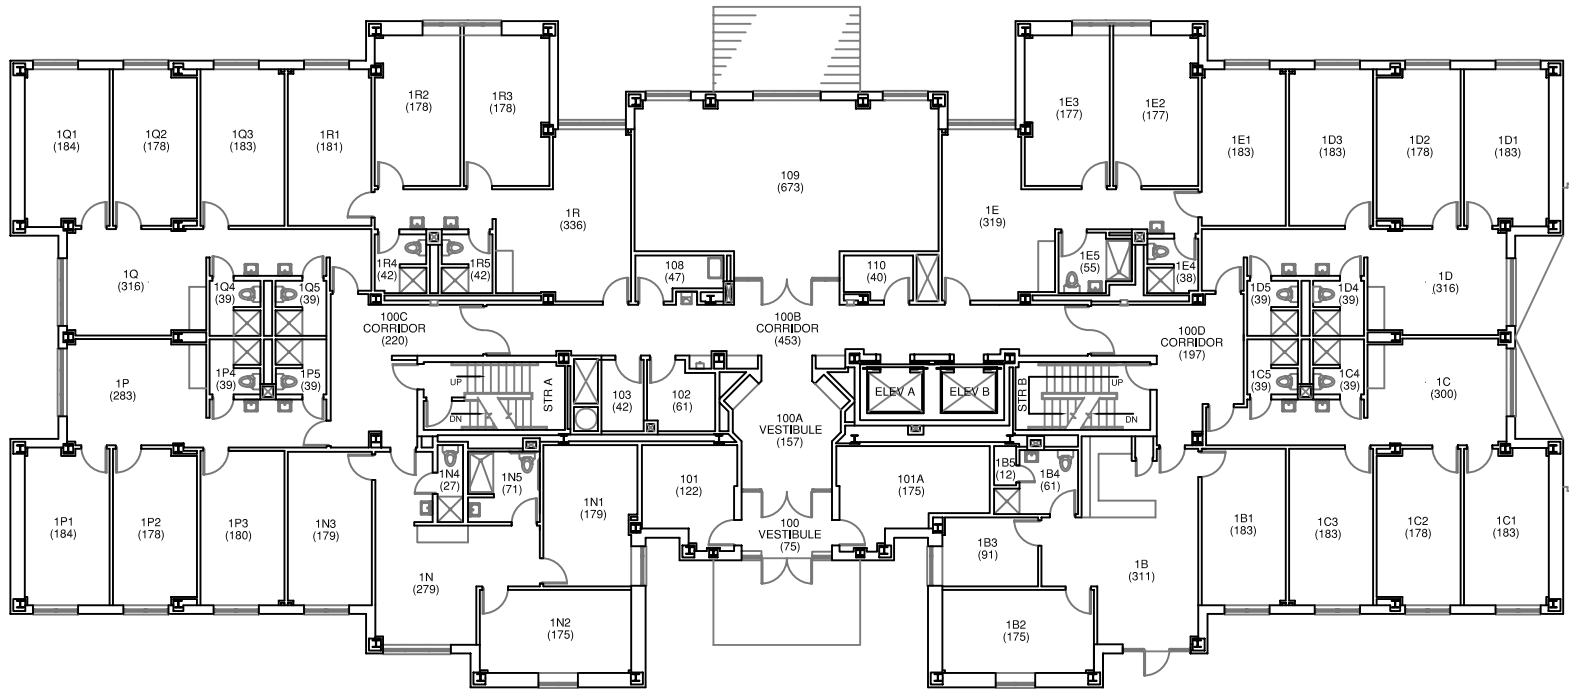 1R2
(178)
1R3
(178)
1E3
(177)
1E2
(177)
1Q1
(184)
1Q2
(178)
1Q3
(183)
1R1
(181)
1E1
(183)
1D3
(183)
1D2
(178)
1D1
(183)
109
(673)
1R
(336)
1E
(319)
1R4
(42)
1R5
(42)
108
(47)
110
(40)
1E5
(55)
1E4
(38)
1Q
(316)
1Q4
(39)
1Q5
(39)
1D5
(39)
1D4
(39)
1D
(316)
100C
CORRIDOR
(220)
100B
CORRIDOR
(453)
100D
CORRIDOR
(197)
1P
(283)
1P4
(39)
1P5
(39)
UP
DN
STR A
103
(42)
102
(61)
ELEV A
ELEV B
STR B
UP
DN
1C5
(39)
1C4
(39)
1C
(300)
100A
VESTIBULE
(157)
1N4
(27)
1N5
(71)
1N1
(179)
101
(122)
101A
(175)
1B5
(12)
1B4
(61)
1P1
(184)
1P2
(178)
1P3
(180)
1N3
(179)
100
VESTIBULE
(75)
1B1
(183)
1C3
(183)
1C2
(178)
1C1
(183)
1B3
(91)
1N
(279)
1B
(311)
1N2
(175)
1B2
(175)